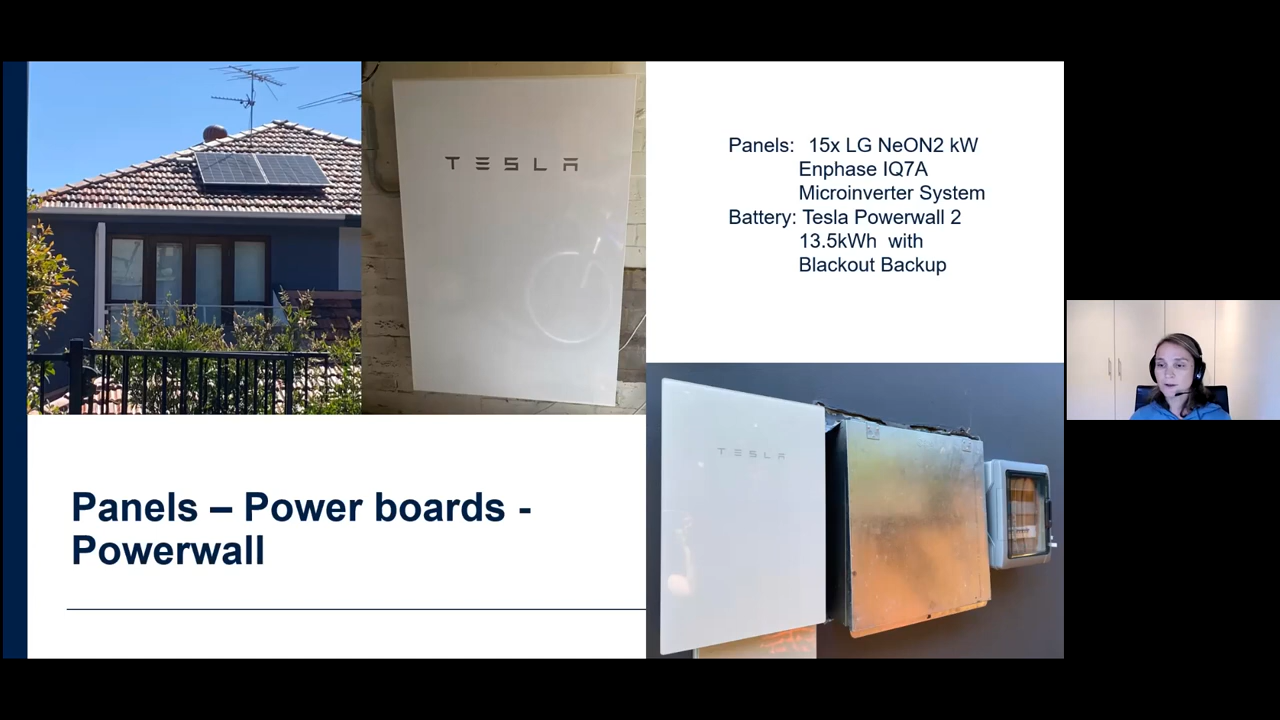 TESLA
Panels: 15x LG NeON2 kW
Enphase IQ7A
Microinverter System
Battery: Tesla Powerwall 2
13.5kWh with
Blackout Backup
TESLA
Panels – Power boards -
Powerwall